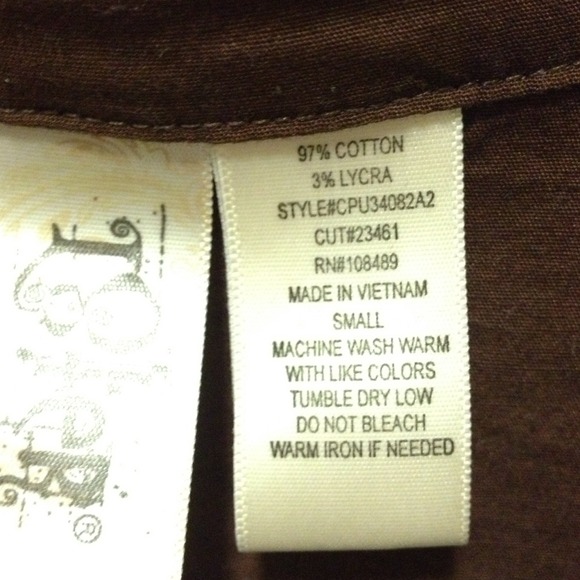 97% COTTON
3% LYCRA
STYLE#CPU34082A2
CUT#23461
RN#108489
MADE IN VIETNAM
SMALL
MACHINE WASH WARM
WITH LIKE COLORS
TUMBLE DRY LOW
DO NOT BLEACH
WARM IRON IF NEEDED
®